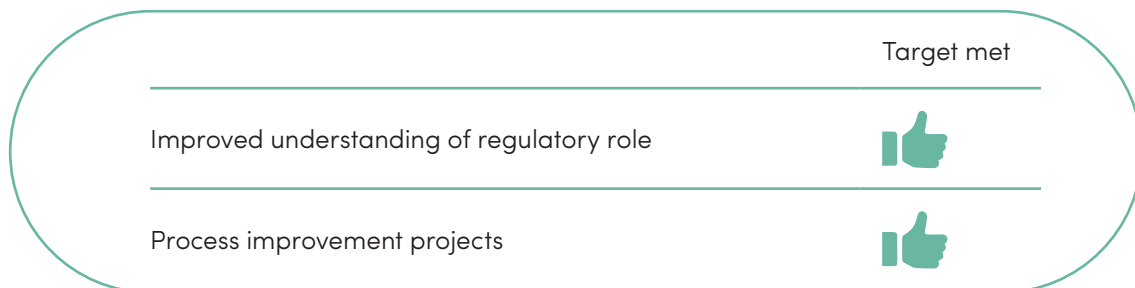 Target met
Improved understanding of regulatory role
Process improvement projects